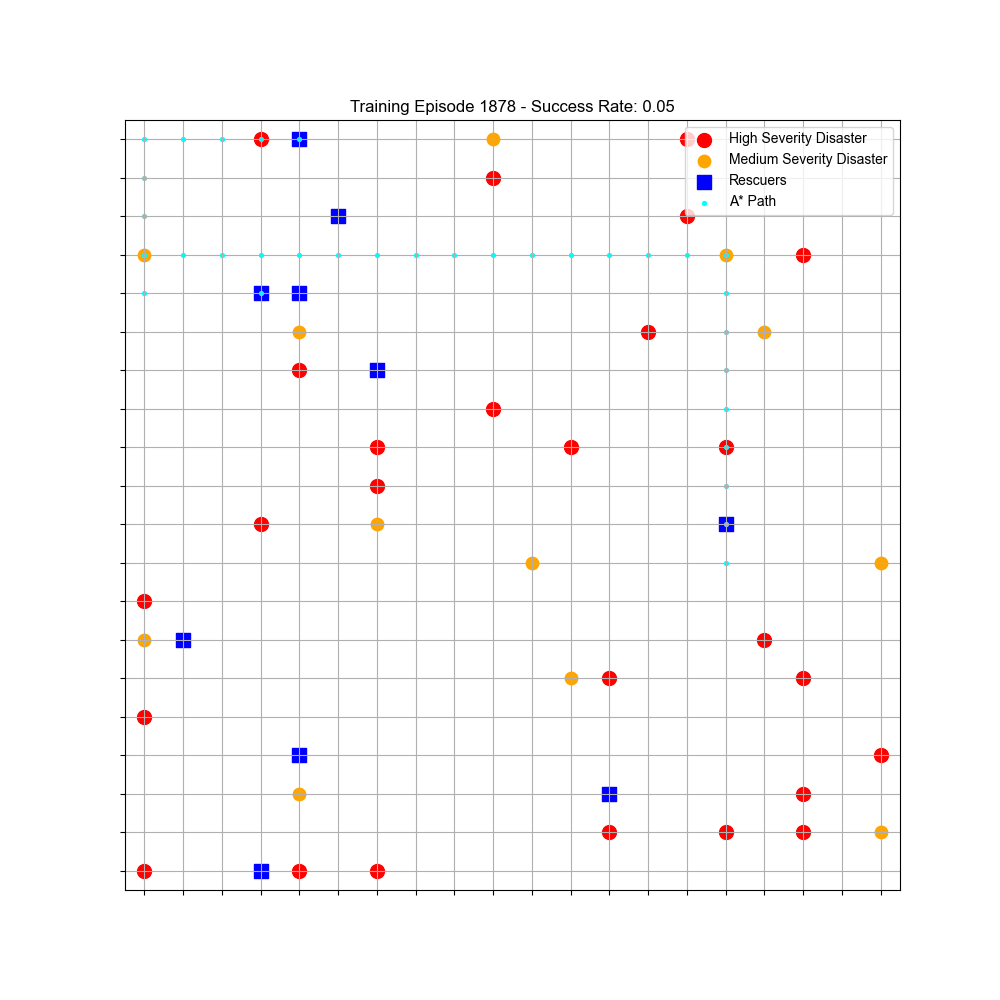 Training Episode 1878 - Success Rate: 0.05
High Severity Disaster
Medium Severity Disaster
Rescuers
A* Path